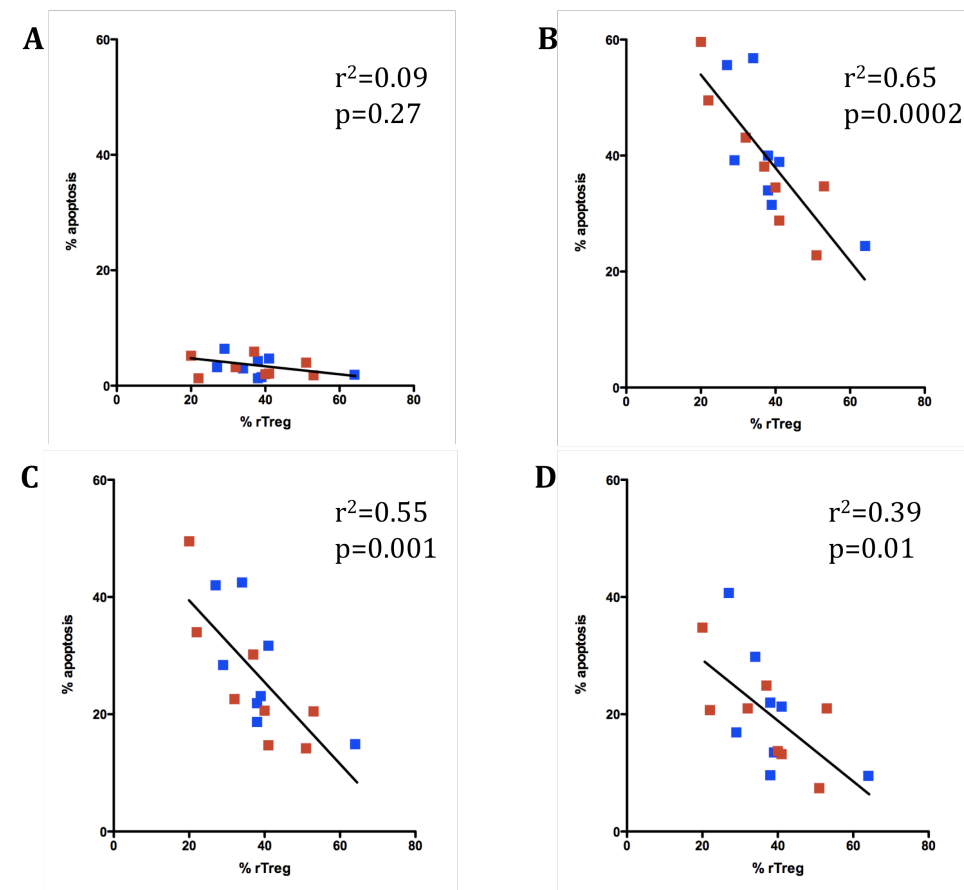 A
60
40
20
0
0
20
40
60
80
% apoptosis
% rTreg
r²=0.09
p=0.27
B
60
40
20
0
0
20
40
60
80
% apoptosis
% rTreg
r²=0.65
p=0.0002
C
60
40
20
0
0
20
40
60
80
% apoptosis
% rTreg
r²=0.55
p=0.001
D
60
40
20
0
0
20
40
60
80
% apoptosis
% rTreg
r²=0.39
p=0.01